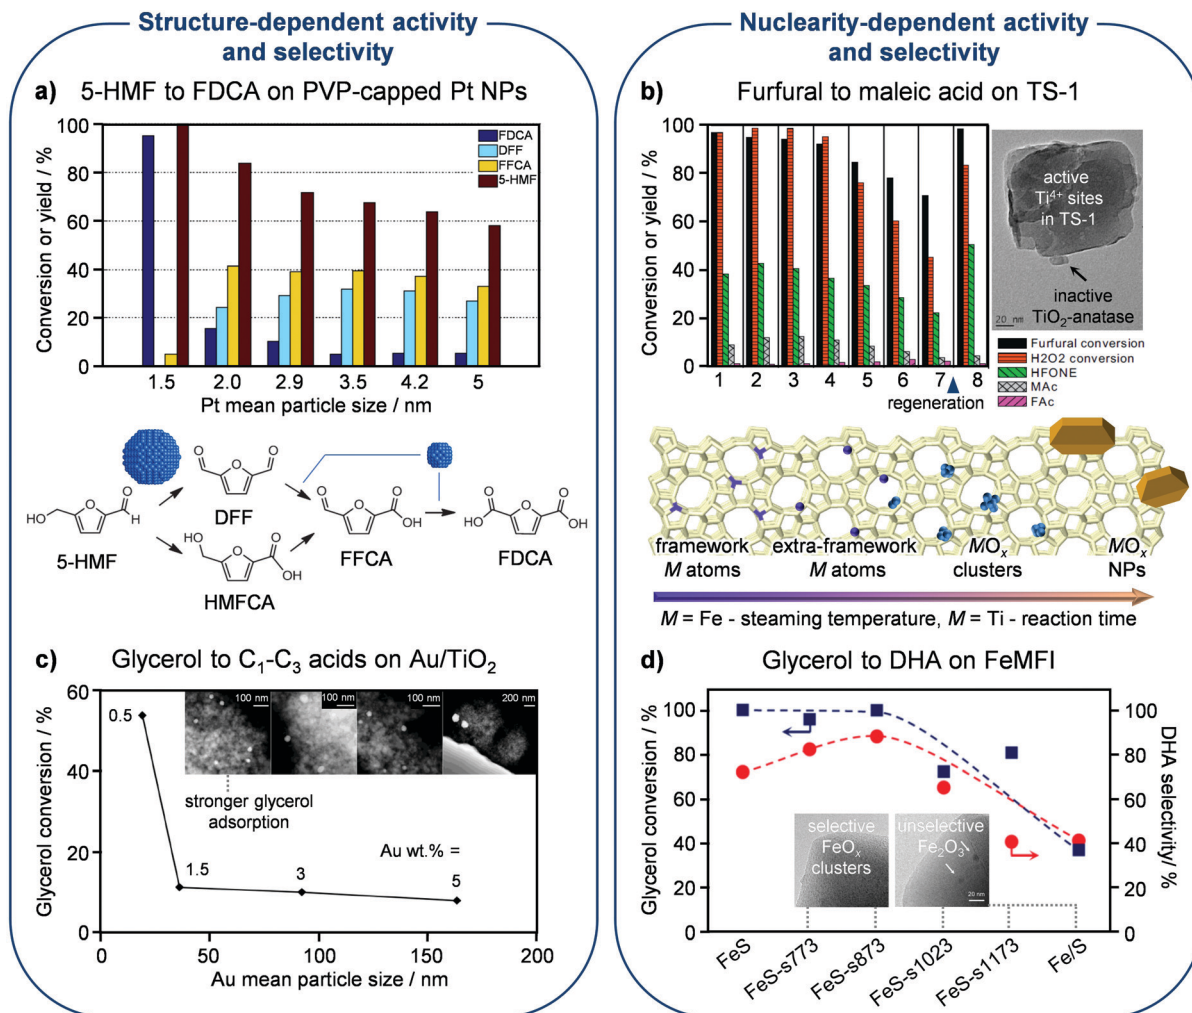 Structure-dependent activity
and selectivity
a) 5-HMF to FDCA on PVP-capped Pt NPs
Conversion or yield / %
100
80
60
40
20
0
FDCA
DFF
FFCA
5-HMF
1.5 2.0 2.9 3.5 4.2 5
Pt mean particle size / nm
HO
O
O
H
5-HMF
O
O
O
DFF
HO
O
O
OH
HMFCA
O
O
O
OH
FFCA
HO
O
O
O
OH
FDCA
c) Glycerol to C₁-C₃ acids on Au/TiO₂
Glycerol conversion / %
60
40
20
0
0.5
100 nm
100 nm
100 nm
200 nm
stronger glycerol
adsorption
Au wt.% =
1.5
3
5
0 50 100 150 200
Au mean particle size / nm
Nuclearity-dependent activity
and selectivity
b) Furfural to maleic acid on TS-1
Conversion or yield / %
100
80
60
40
20
0
1 2 3 4 5 6 7 8
regeneration
active
Ti⁴⁺ sites
in TS-1
inactive
TiO₂-anatase
20 nm
Furfural conversion
H2O2 conversion
HFONE
MAc
FAc
framework
M atoms
extra-framework
M atoms
MOₓ
clusters
MOₓ
NPs
M = Fe - steaming temperature, M = Ti - reaction time
d) Glycerol to DHA on FeMFI
Glycerol conversion / %
100
80
60
40
20
0
selective
FeOₓ
clusters
unselective
Fe₂O₃
20 nm
100
80
60
40
20
0
DHA selectivity/ %
FeS
FeS-s773
FeS-s873
FeS-s1023
FeS-s1173
Fe/S